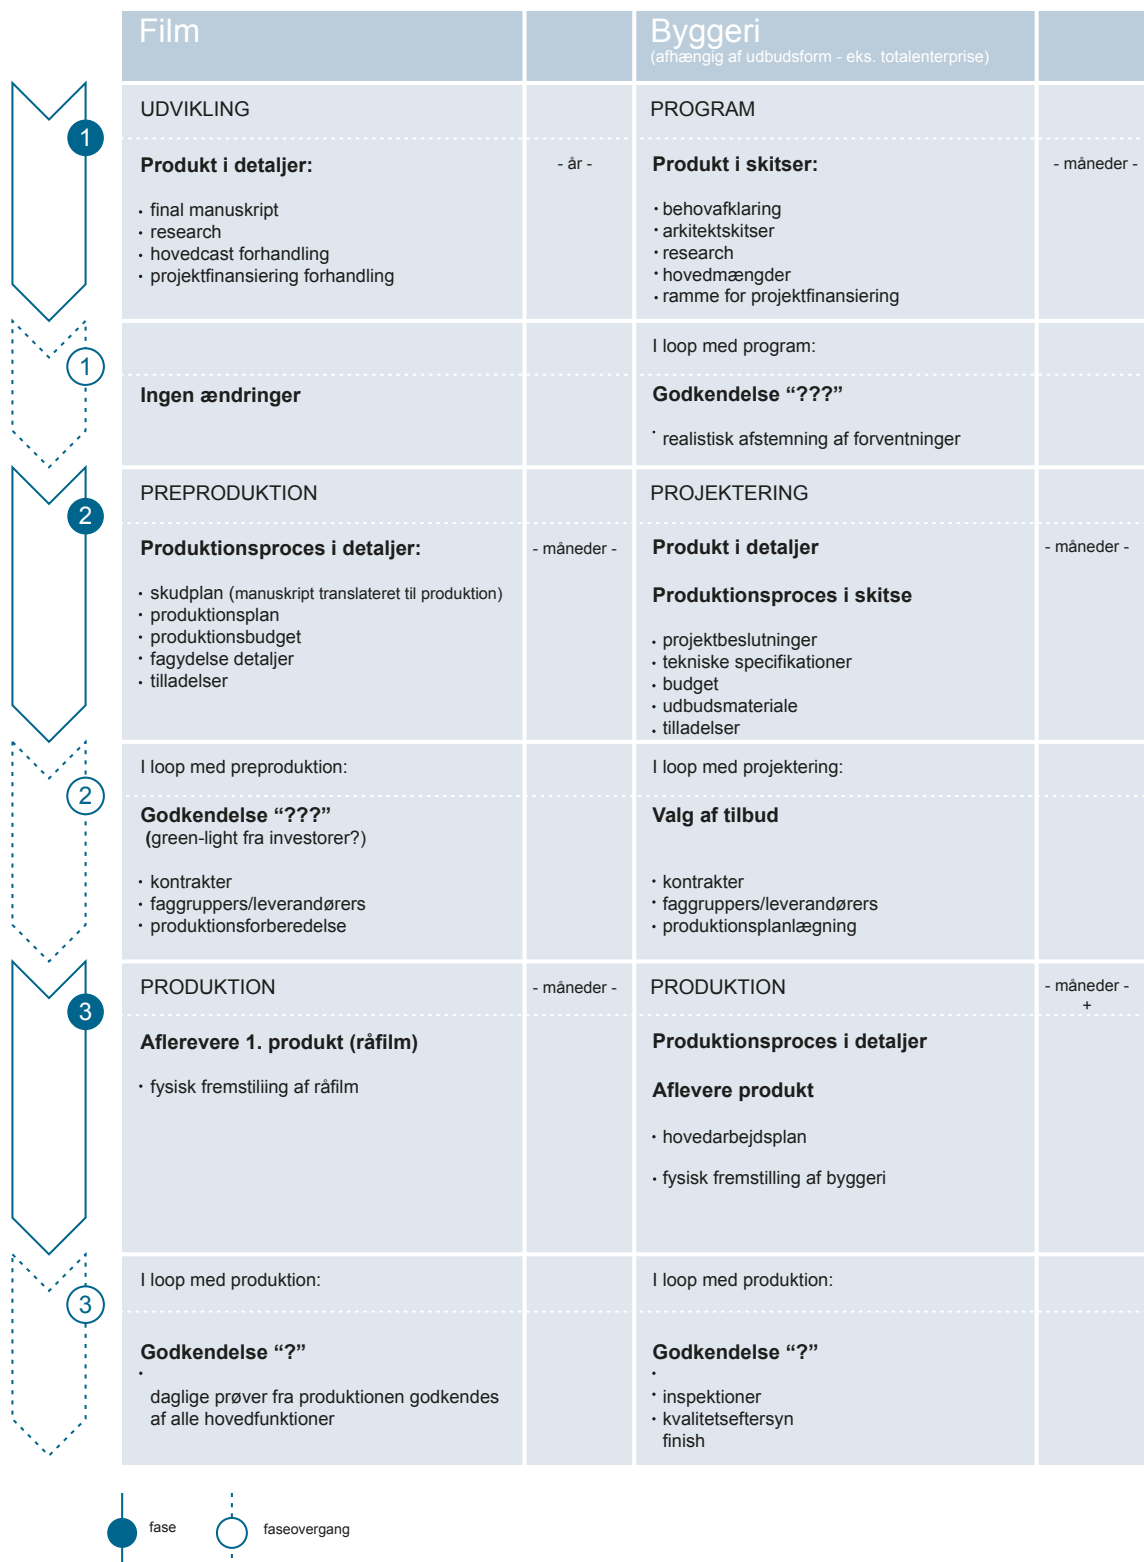 Film
Byggeri
(afhængig af udbudsform - eks. totalenterprise)
1
UDVIKLING
PROGRAM
Produkt i detaljer:
- år -
Produkt i skitser:
- måneder -
• final manuskript
• research
• hovedcast forhandling
• projektfinansiering forhandling
• behovafklaring
• arkitektskitser
• research
• hovedmængder
• ramme for projektfinansiering
1
I loop med program:
Ingen ændringer
Godkendelse “???”
• realistisk afstemning af forventninger
2
PREPRODUKTION
PROJEKTERING
Produktionsproces i detaljer:
- måneder -
Produkt i detaljer
- måneder -
Produktionsproces i skitse
• skudplan (manuskript translateret til produktion)
• produktionsplan
• produktionsbudget
• fagydelse detaljer
• tilladelser
• projektbeslutninger
• tekniske specifikationer
• budget
• udbudsmateriale
• tilladelser
2
I loop med preproduktion:
I loop med projektering:
Godkendelse “???”
(green-light fra investorer?)
Valg af tilbud
• kontrakter
• faggruppers/leverandørers
• produktionsforberedelse
• kontrakter
• faggruppers/leverandørers
• produktionsplanlægning
3
PRODUKTION
- måneder -
PRODUKTION
- måneder -
+
Aflerevere 1. produkt (råfilm)
• fysisk fremstiliing af råfilm
Produktionsproces i detaljer
Aflevere produkt
• hovedarbejdsplan
• fysisk fremstilling af byggeri
3
I loop med produktion:
I loop med produktion:
Godkendelse “?”
•
daglige prøver fra produktionen godkendes
af alle hovedfunktioner
Godkendelse “?”
•
• inspektioner
• kvalitetseftersyn
finish
fase
faseovergang